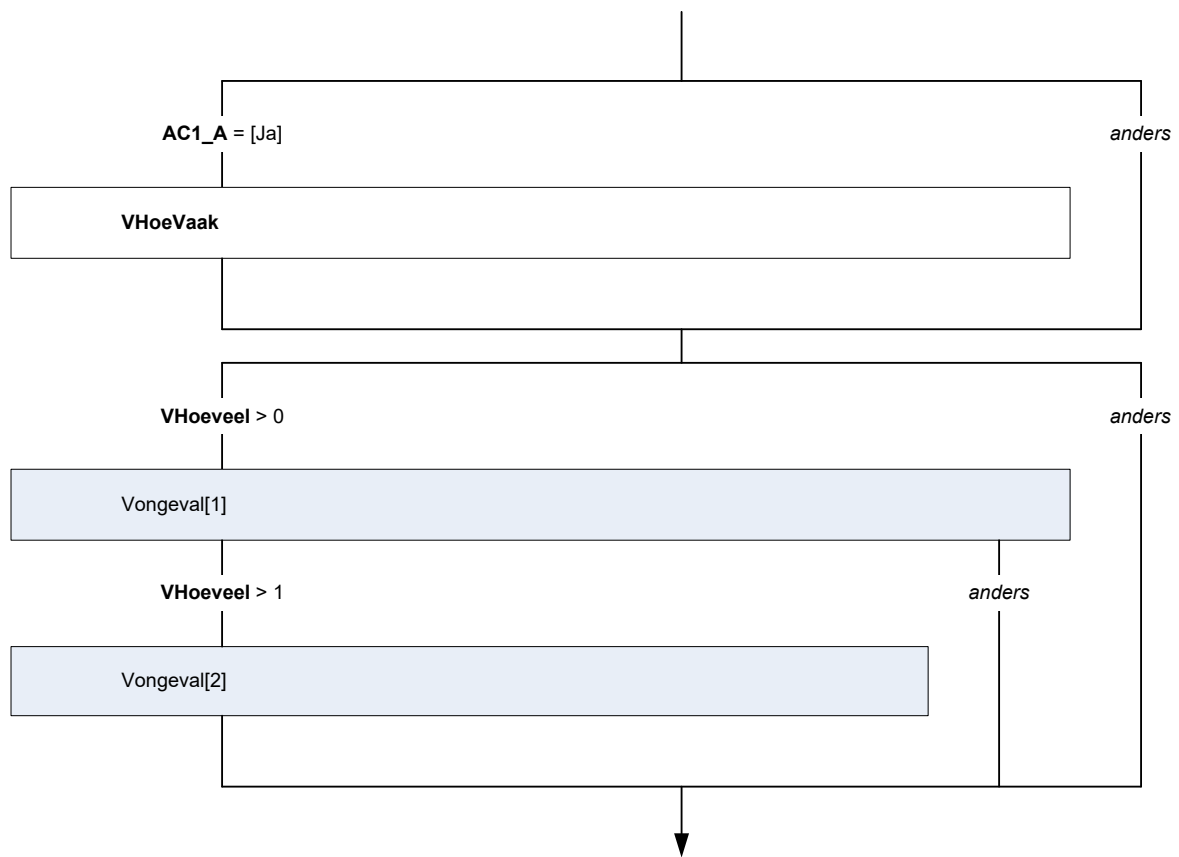 AC1_A = [Ja]
anders
VHoeVaak
VHoeveel > 0
anders
Vongeval[1]
VHoeveel > 1
anders
Vongeval[2]